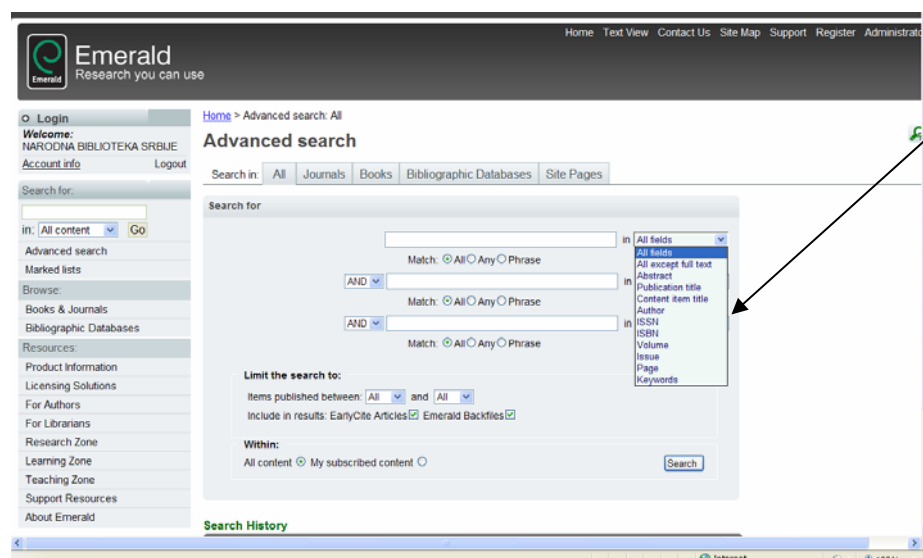 Home Text View Contact Us Site Map Support Register Administrato
Emerald
Research you can use
Emerald
Login
Welcome:
NARODNA BIBLIOTEKA SRBIJE
Account info Logout
Search for:
in: All content Go
Advanced search
Marked lists
Browse:
Books & Journals
Bibliographic Databases
Resources:
Product Information
Licensing Solutions
For Authors
For Librarians
Research Zone
Learning Zone
Teaching Zone
Support Resources
About Emerald
Home > Advanced search: All
Advanced search
Search in: All Journals Books Bibliographic Databases Site Pages
Search for
in All fields
Match: All Any Phrase
AND in
Match: All Any Phrase
AND in
Match: All Any Phrase
All fields
All except full text
Abstract
Publication title
Content item title
Author
ISSN
ISBN
Volume
Issue
Page
Keywords
Limit the search to:
Items published between: All and All
Include in results: EarlyCite Articles Emerald Backfiles
Within:
All content My subscribed content
Search
Search History